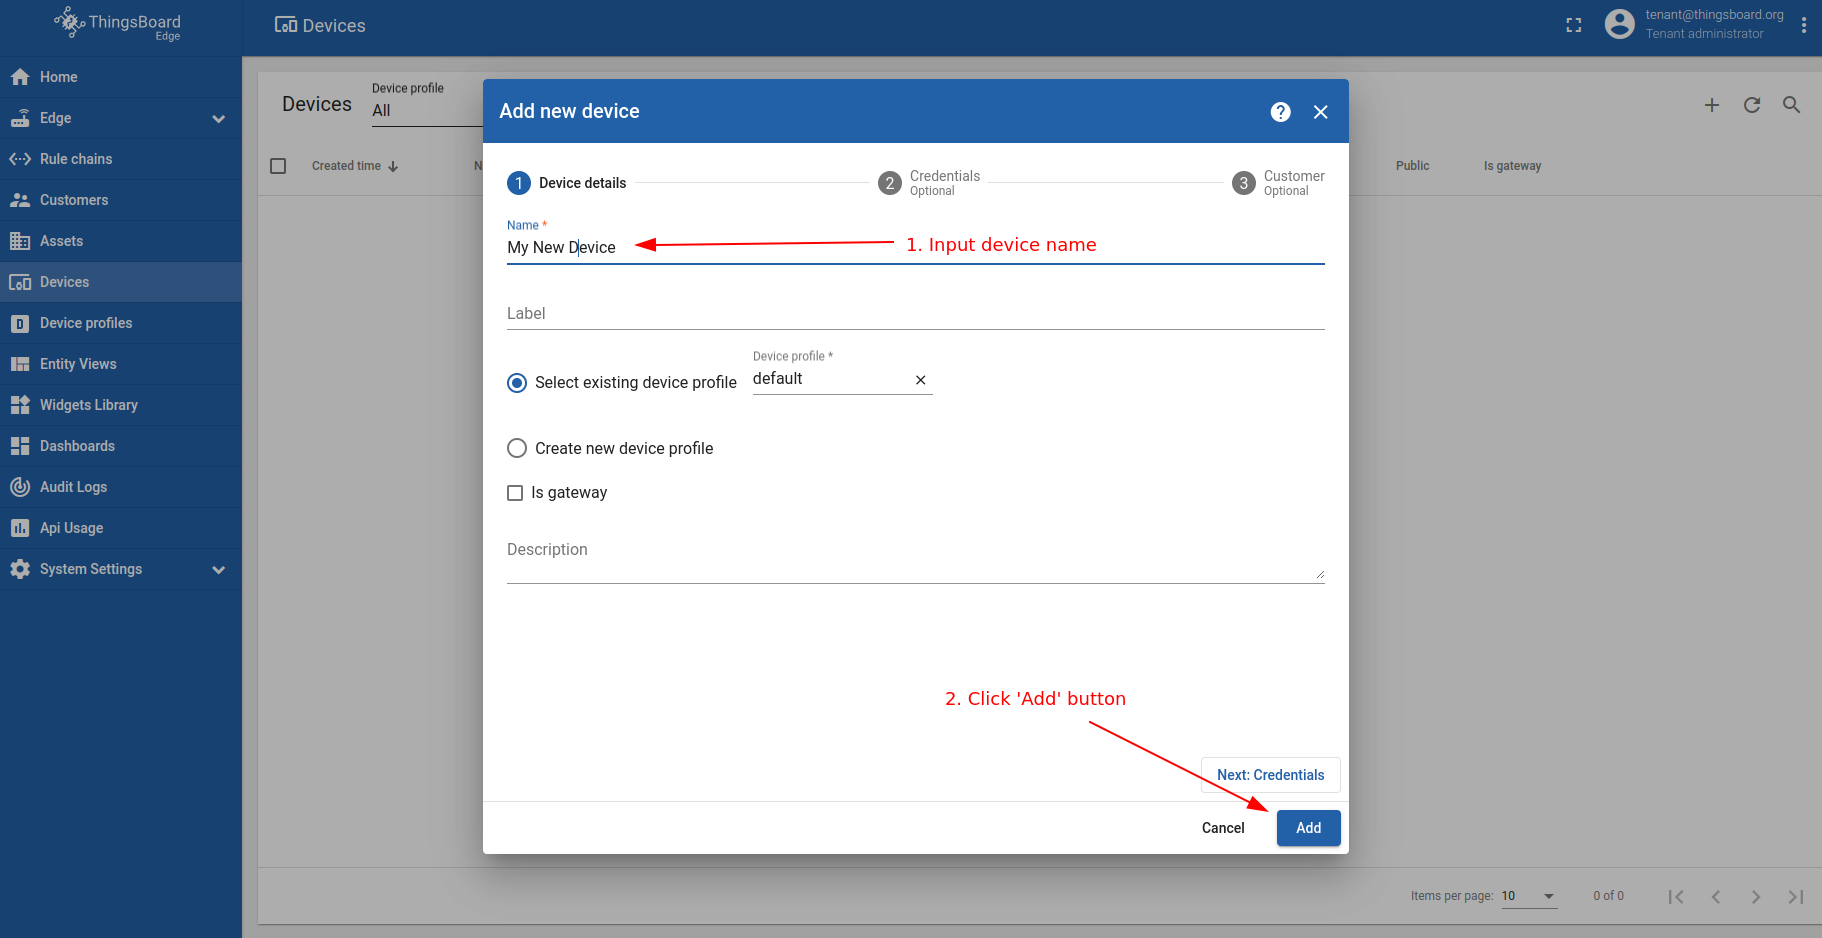 ThingsBoard
Edge
Devices
tenant@thingsboard.org
Tenant administrator
Home
Edge
Rule chains
Customers
Assets
Devices
Device profiles
Entity Views
Widgets Library
Dashboards
Audit Logs
Api Usage
System Settings
Devices
Device profile
All
Created time
N
Public
Is gateway
Add new device
?
1 Device details
2 Credentials
Optional
3 Customer
Optional
Name *
My New Device
1. Input device name
Label
Select existing device profile
Device profile *
default
Create new device profile
Is gateway
Description
2. Click 'Add' button
Next: Credentials
Cancel
Add
Items per page: 10
0 of 0